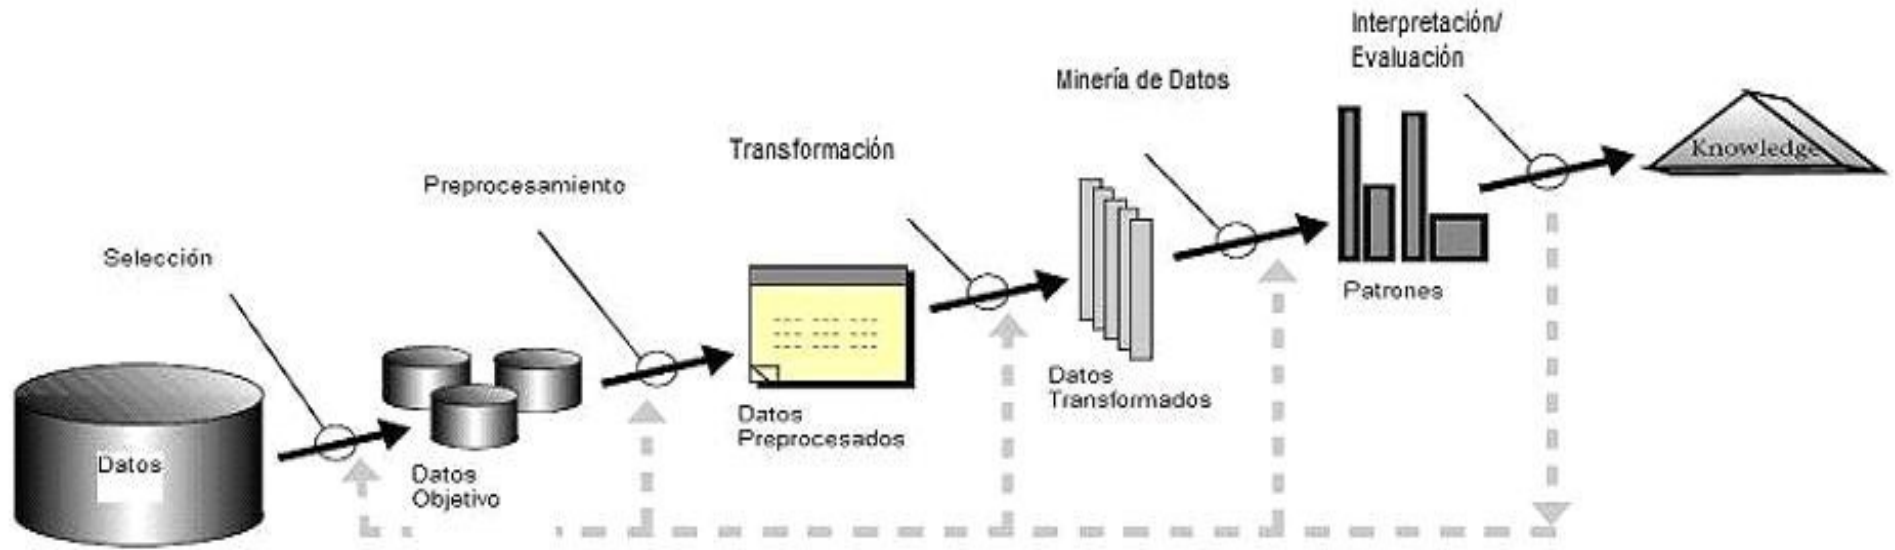 Interpretación/
Evaluación
Minería de Datos
Transformación
Knowledge
Preprocesamiento
Selección
Patrones
Datos
Transformados
Datos
Preprocesados
Datos
Datos
Objetivo